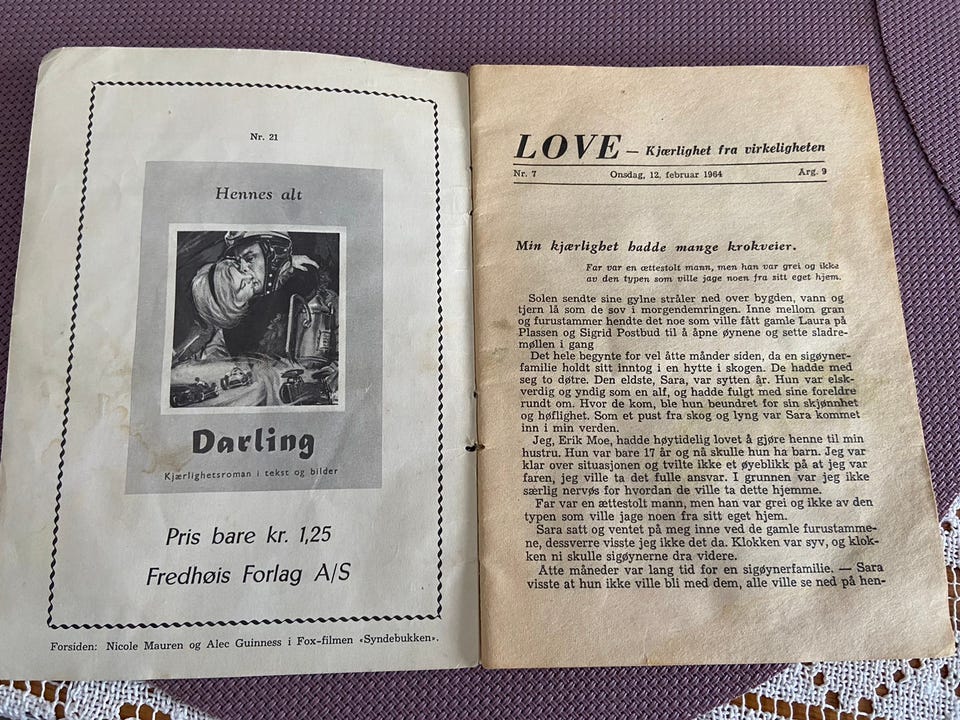 Nr. 21
Hennes alt
Darling
Kjærlighetsroman i tekst og bilder
Pris bare kr. 1,25
Fredhøis Forlag A/S
Forsiden: Nicole Mauren og Alec Guinness i Fox-filmen «Syndebukken».
LOVE — Kjærlighet fra virkeligheten
Nr. 7 Onsdag, 12, februar 1964 Årg. 9
Min kjærlighet hadde mange krokveier.
Far var en ættestolt mann, men han var grei og ikke
av den typen som ville jage noen fra sitt eget hjem.
Solen sendte sine gylne stråler ned over bygden, vann og
tjern lå som de sov i morgendemringen. Inne mellom gran
og furustammer hendte det noe som ville fått gamle Laura på
Plassen og Sigrid Postbud til å åpne øynene og sette sladre-
møllen i gang
Det hele begynte for vel åtte månder siden, da en sigøyner-
familie holdt sitt inntog i en hytte i skogen. De hadde med
seg to døtre. Den eldste, Sara, var sytten år. Hun var elsk-
verdig og yndig som en alf, og hadde fulgt med sine foreldre
rundt om. Hvor de kom, ble hun beundret for sin skjønnhet
og høflighet. Som et pust fra skog og lyng var Sara kommet
inn i min verden.
Jeg, Erik Moe, hadde høytidelig lovet å gjøre henne til min
hustru. Hun var bare 17 år og nå skulle hun ha barn. Jeg var
klar over situasjonen og tvilte ikke et øyeblikk på at jeg var
faren, jeg ville ta det fulle ansvar. I grunnen var jeg ikke
særlig nervøs for hvordan de ville ta dette hjemme.
Far var en ættestolt mann, men han var grei og ikke av den
typen som ville jage noen fra sitt eget hjem.
Sara satt og ventet på meg inne ved de gamle furustamme-
ne, dessverre visste jeg ikke det da. Klokken var syv, og klok-
ken ni skulle sigøynerne dra videre.
Åtte måneder var lang tid for en sigøynerfamilie. — Sara
visste at hun ikke ville bli med dem, alle ville se ned på hen-